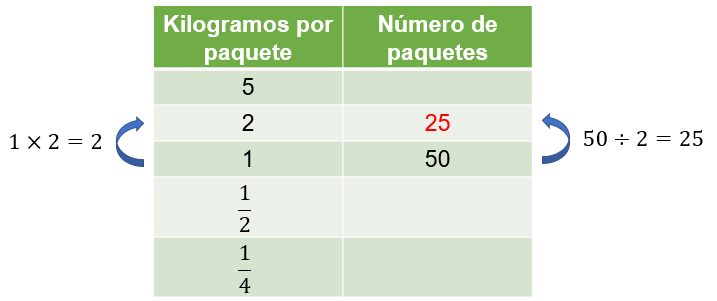 Kilogramos por paquete Número de paquetes
5
1 × 2 = 2 2 25 50 ÷ 2 = 25
1 50
1/2
1/4